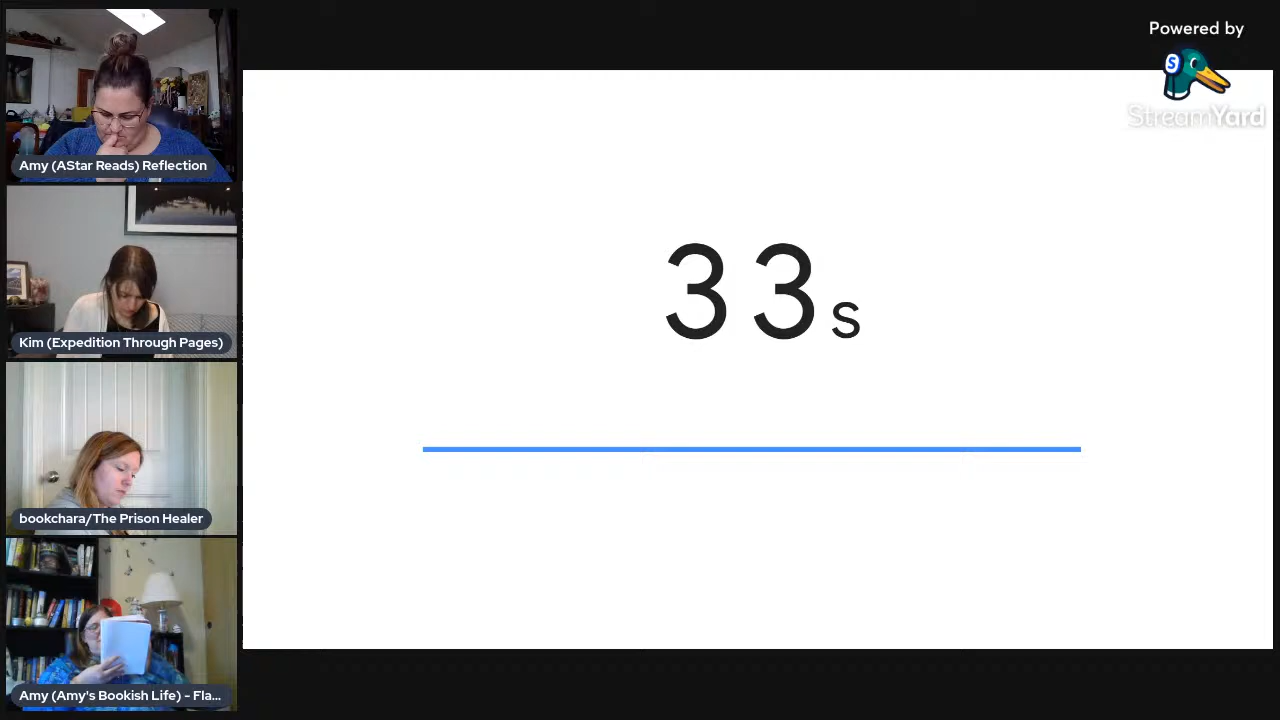 Powered by
S
StreamYard
Amy (AStar Reads) Reflection
Kim (Expedition Through Pages)
bookchara/The Prison Healer
Amy (Amy's Bookish Life) - Fla...
33s